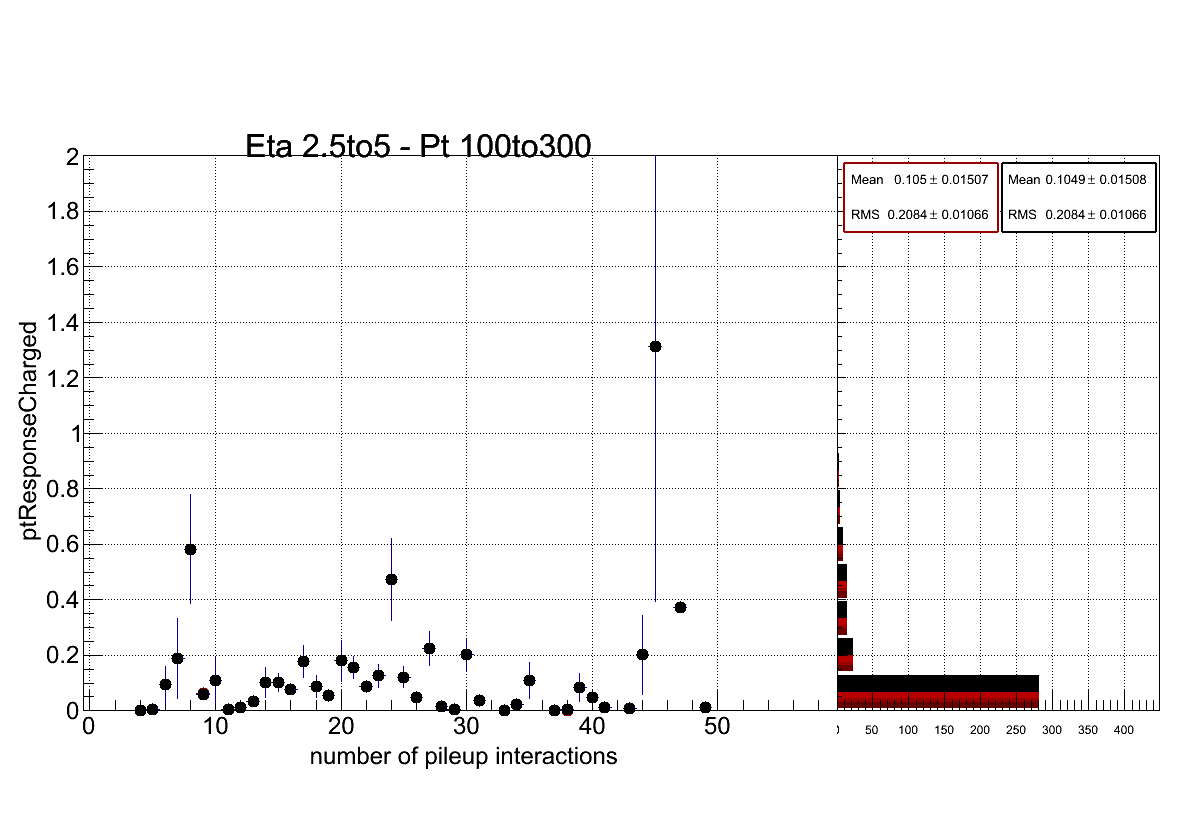 Eta 2.5to5 - Pt 100to300
2
1.8
1.6
1.4
1.2
1
0.8
0.6
0.4
0.2
0
ptResponseCharged
0 10 20 30 40 50
number of pileup interactions
Mean 0.105 ± 0.01507
RMS 0.2084 ± 0.01066
Mean 0.1049 ± 0.01508
RMS 0.2084 ± 0.01066
50 100 150 200 250 300 350 400